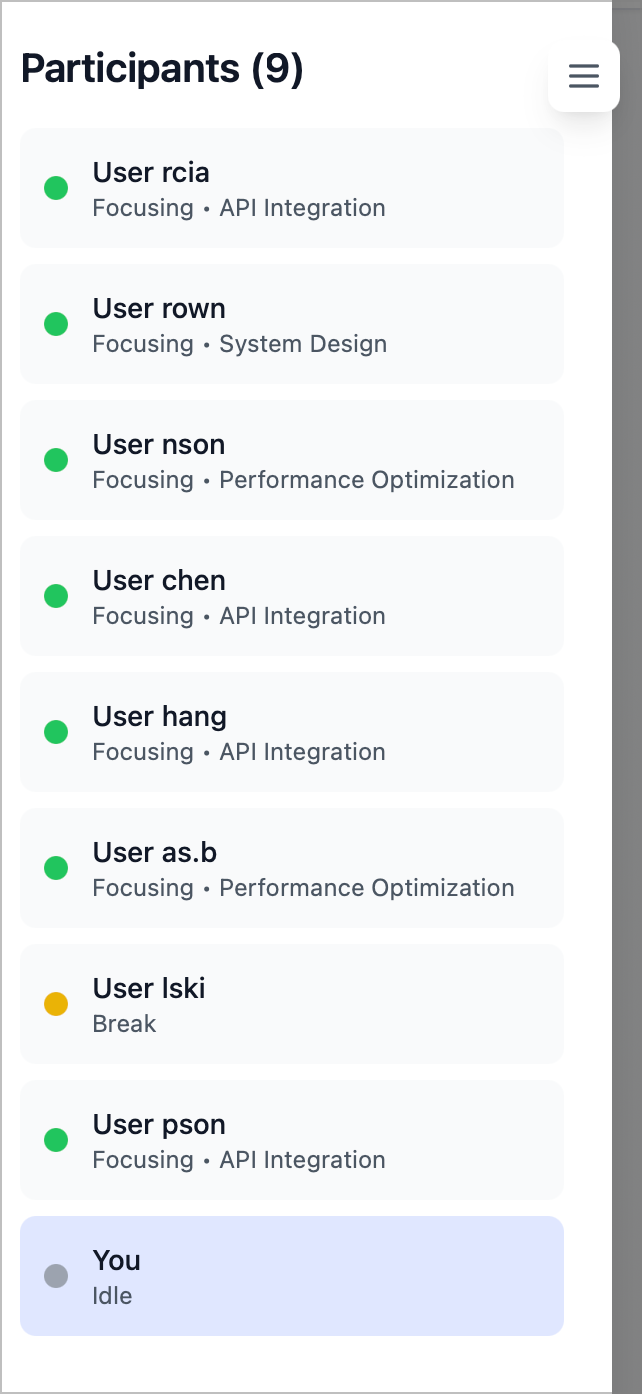 Participants (9)
User rcia
Focusing • API Integration
User rown
Focusing • System Design
User nson
Focusing • Performance Optimization
User chen
Focusing • API Integration
User hang
Focusing • API Integration
User as.b
Focusing • Performance Optimization
User lski
Break
User pson
Focusing • API Integration
You
Idle